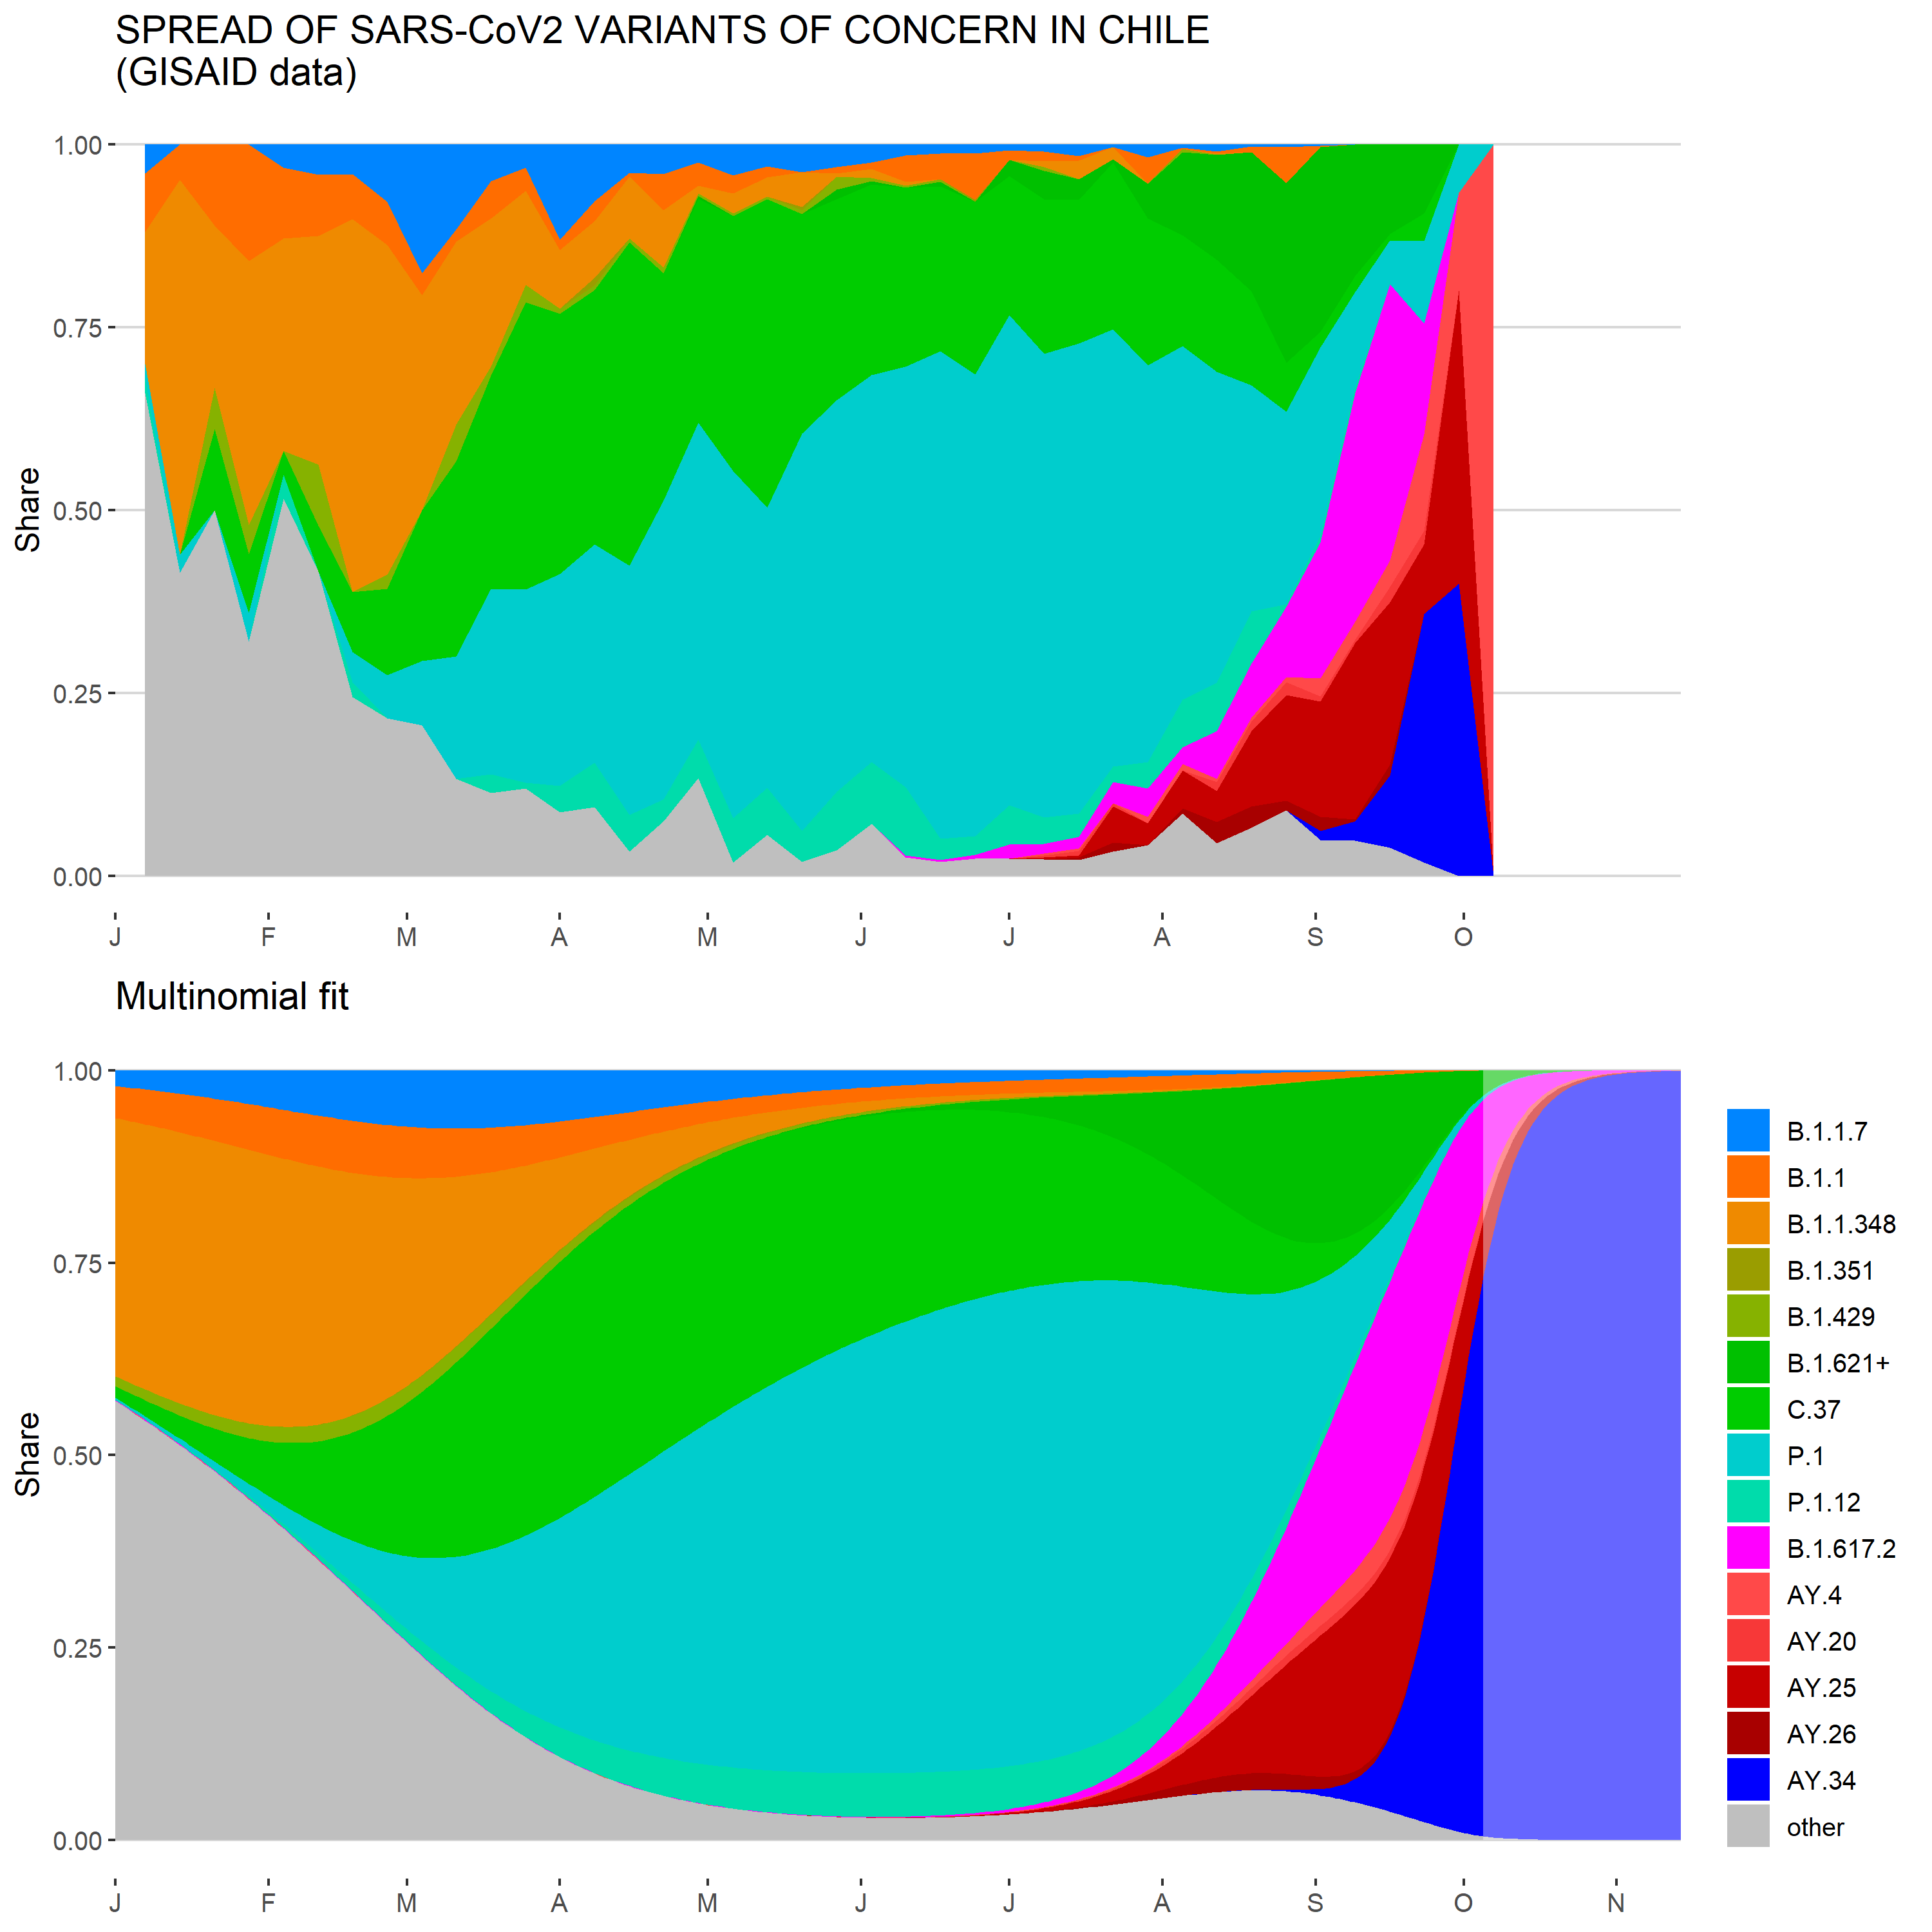 SPREAD OF SARS-CoV2 VARIANTS OF CONCERN IN CHILE
(GISAID data)
1.00
0.75
0.50
0.25
0.00
Share
J F M A M J J A S O
Multinomial fit
1.00
0.75
0.50
0.25
0.00
Share
J F M A M J J A S O N
B.1.1.7
B.1.1
B.1.1.348
B.1.351
B.1.429
B.1.621+
C.37
P.1
P.1.12
B.1.617.2
AY.4
AY.20
AY.25
AY.26
AY.34
other